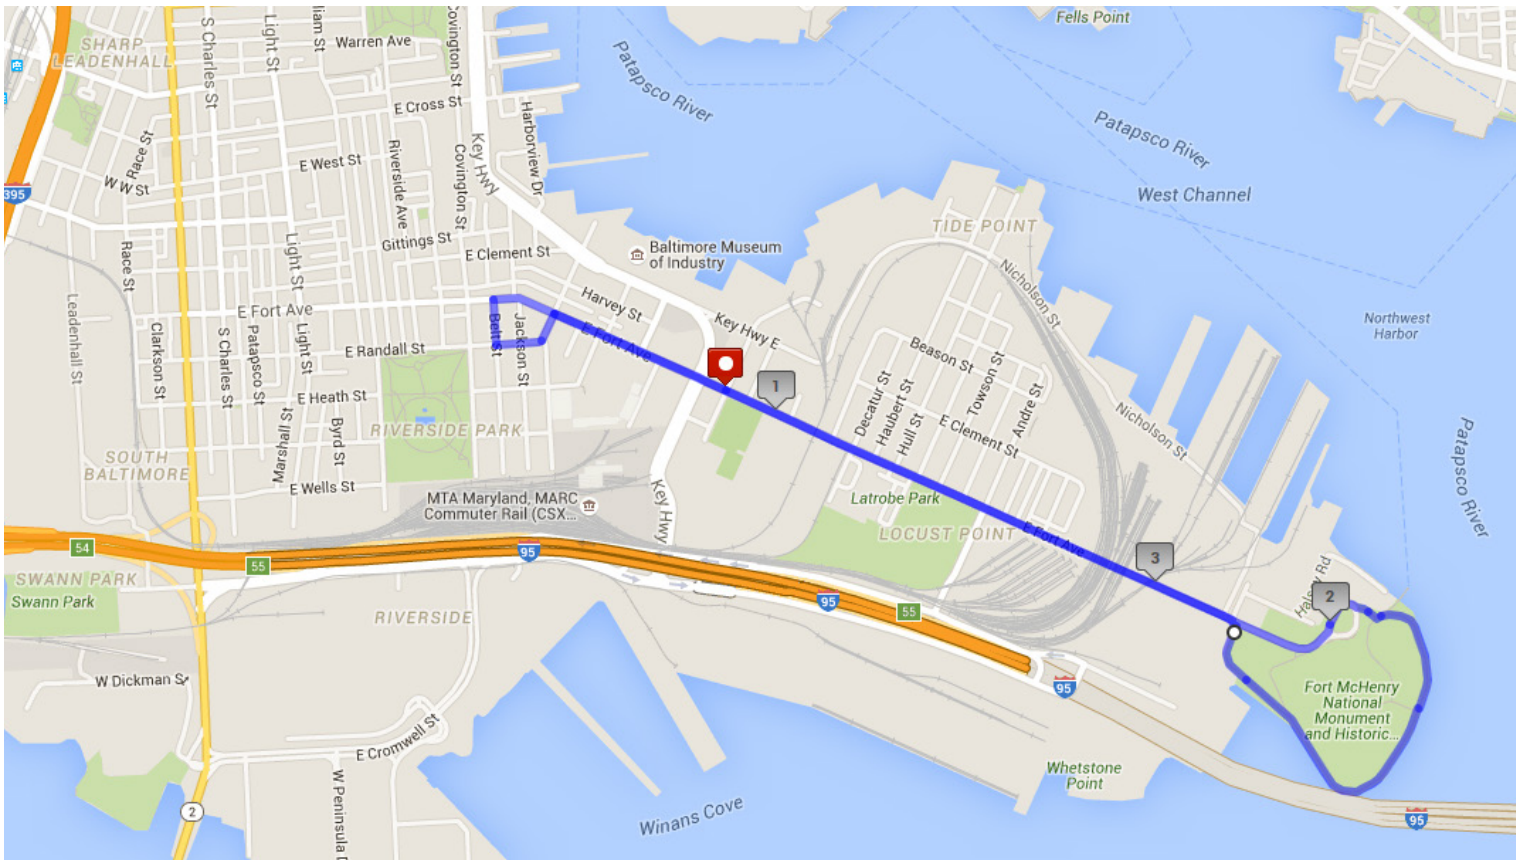 Fells Point
SHARP
LEADENHALL
S Charles St
Light St
liam St
Warren Ave
Covington St
Patapsco River
E Cross St
Key Hwy
Harborview Dr
Patapsco River
Race St
E West St
Riverside Ave
Covington St
W W St
395
West Channel
Gittings St
E Clement St
Baltimore Museum
of Industry
TIDE POINT
Race St
Light St
Nicholson St
Leadenhall St
E Fort Ave
Harvey St
Key Hwy E
Northwest
Harbor
Clarkson St
S Charles St
Patapsco St
Light St
E Randall St
Belt St
Jackson St
E Fort Ave
Beason St
Towson St
1
Decatur St
Haubert St
Hull St
Andre St
E Heath St
Marshall St
Byrd St
RIVERSIDE PARK
E Clement St
Nicholson St
Patapsco River
SOUTH
BALTIMORE
E Wells St
MTA Maryland, MARC
Commuter Rail (CSX...
Key Hwy
Latrobe Park
LOCUST POINT
E Fort Ave
54
55
95
3
SWANN PARK
Swann Park
RIVERSIDE
95
55
2
W Dickman S
95
Fort McHenry
National
Monument
and Historic...
E Cromwell St
W Peninsula D
Whetstone
Point
2
Winans Cove
95